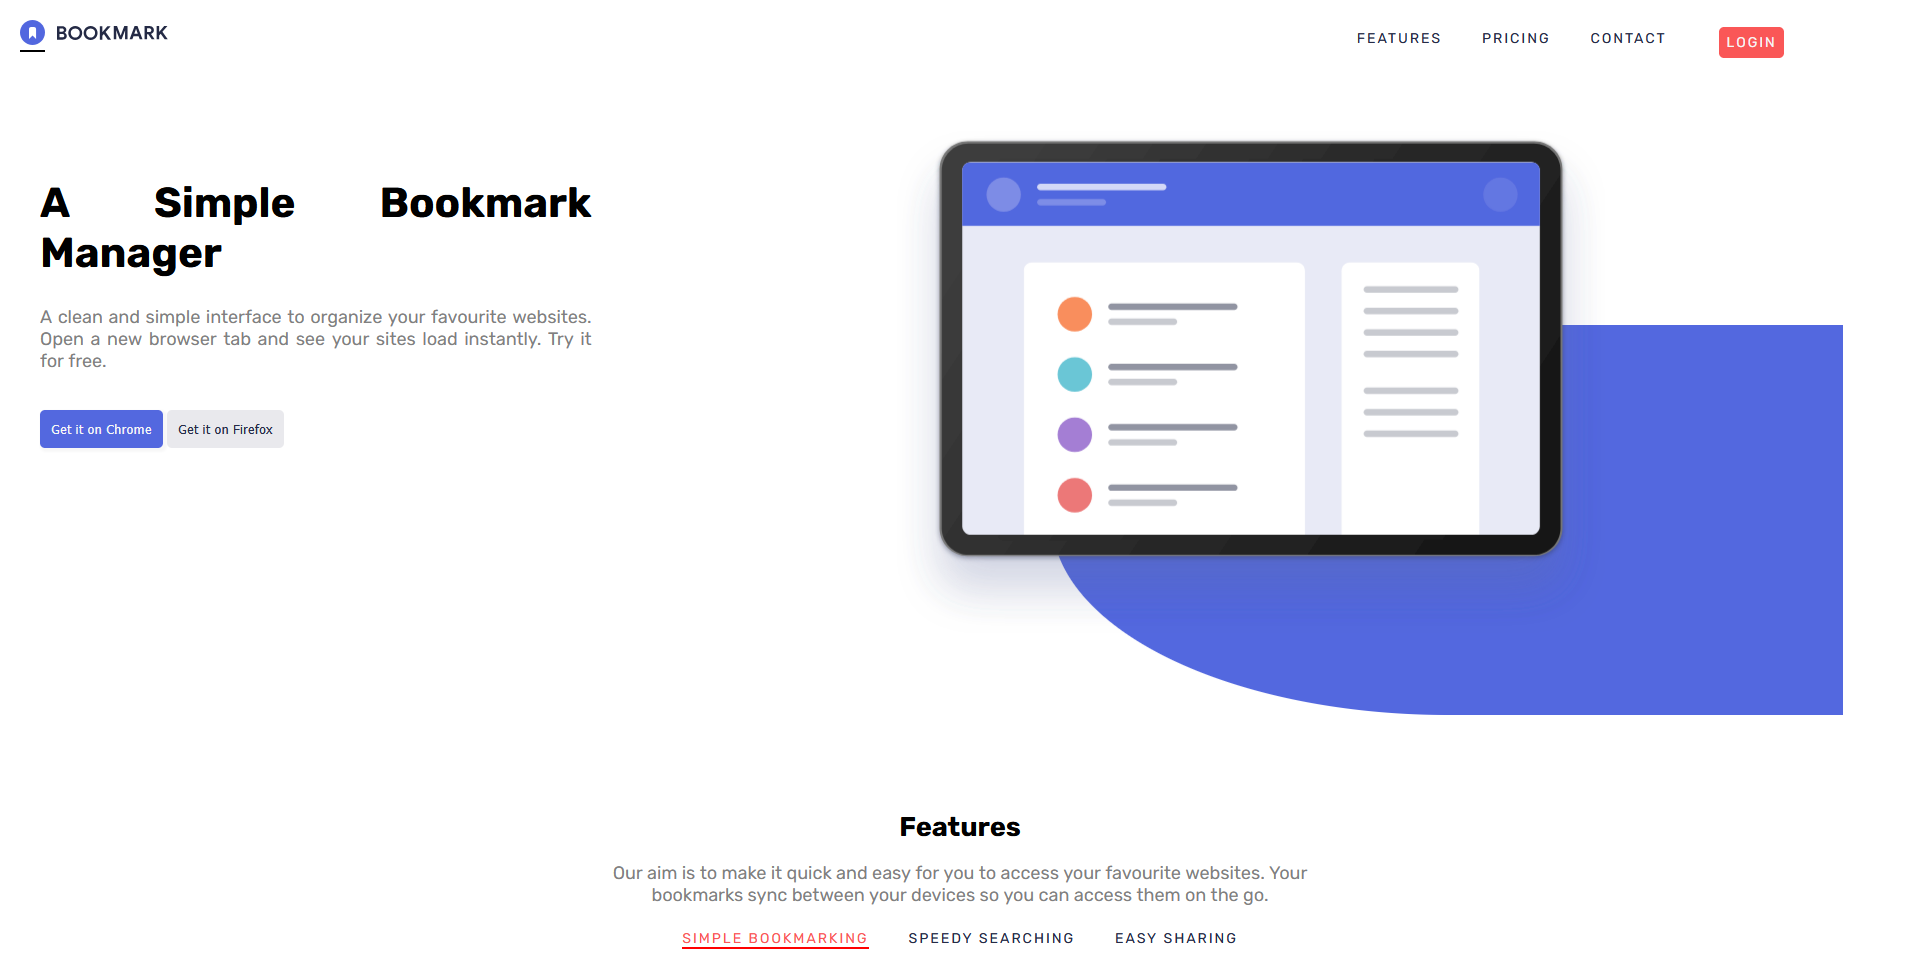 BOOKMARK
FEATURES PRICING CONTACT LOGIN
A Simple Bookmark
Manager
A clean and simple interface to organize your favourite websites.
Open a new browser tab and see your sites load instantly. Try it
for free.
Get it on Chrome Get it on Firefox
Features
Our aim is to make it quick and easy for you to access your favourite websites. Your
bookmarks sync between your devices so you can access them on the go.
SIMPLE BOOKMARKING SPEEDY SEARCHING EASY SHARING